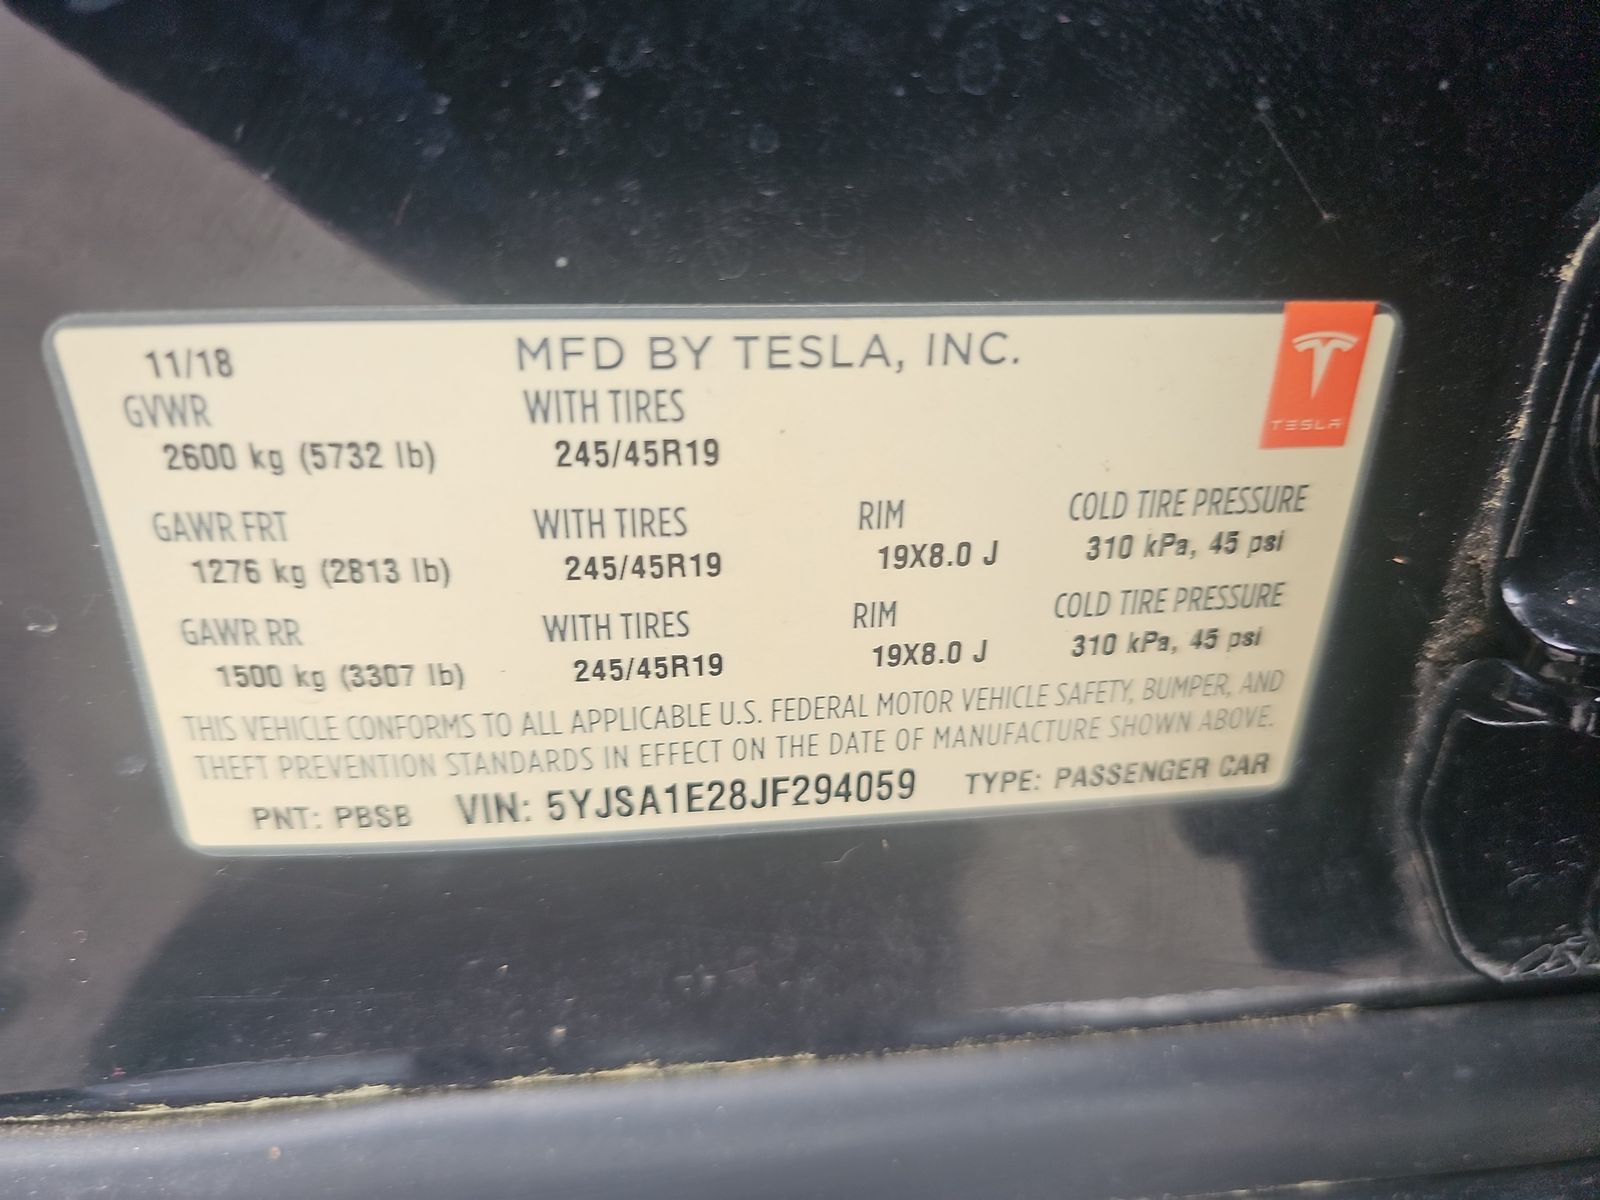 11/18 MFD BY TESLA, INC.
TESLA
GVWR WITH TIRES
2600 kg (5732 lb) 245/45R19
GAWR FRT WITH TIRES RIM COLD TIRE PRESSURE
1276 kg (2813 lb) 245/45R19 19X8.0 J 310 kPa, 45 psi
GAWR RR WITH TIRES RIM COLD TIRE PRESSURE
1500 kg (3307 lb) 245/45R19 19X8.0 J 310 kPa, 45 psi
THIS VEHICLE CONFORMS TO ALL APPLICABLE U.S. FEDERAL MOTOR VEHICLE SAFETY, BUMPER, AND
THEFT PREVENTION STANDARDS IN EFFECT ON THE DATE OF MANUFACTURE SHOWN ABOVE.
PNT: PBSB VIN: 5YJSA1E28JF294059 TYPE: PASSENGER CAR